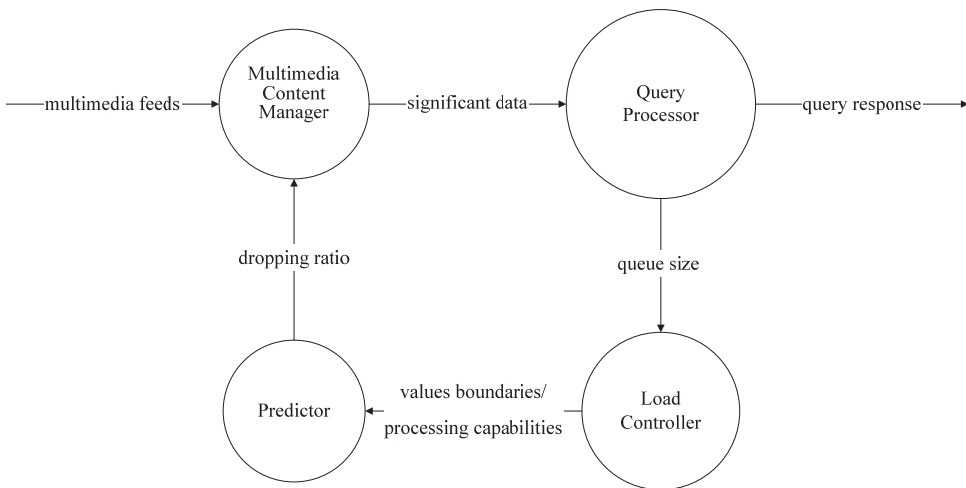 multimedia feeds
Multimedia
Content
Manager
significant data
Query
Processor
query response
dropping ratio
queue size
Predictor
values boundaries/
processing capabilities
Load
Controller